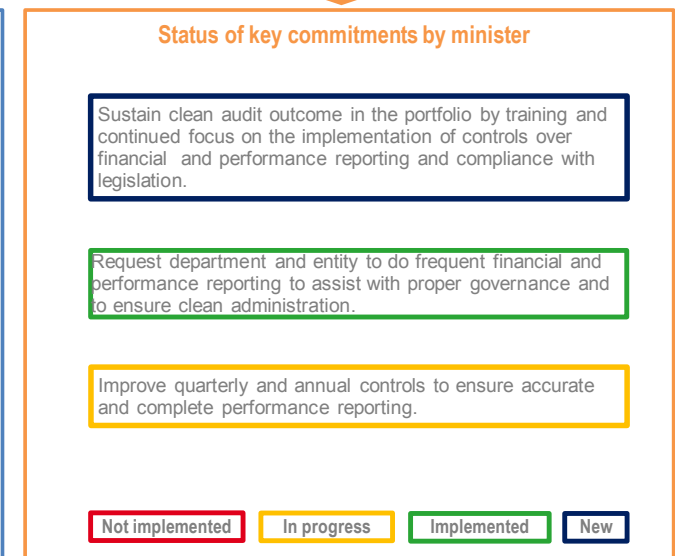 Status of key commitments by minister
Sustain clean audit outcome in the portfolio by training and
continued focus on the implementation of controls over
financial and performance reporting and compliance with
legislation.
Request department and entity to do frequent financial and
performance reporting to assist with proper governance and
to ensure clean administration.
Improve quarterly and annual controls to ensure accurate
and complete performance reporting.
Not implemented In progress Implemented New